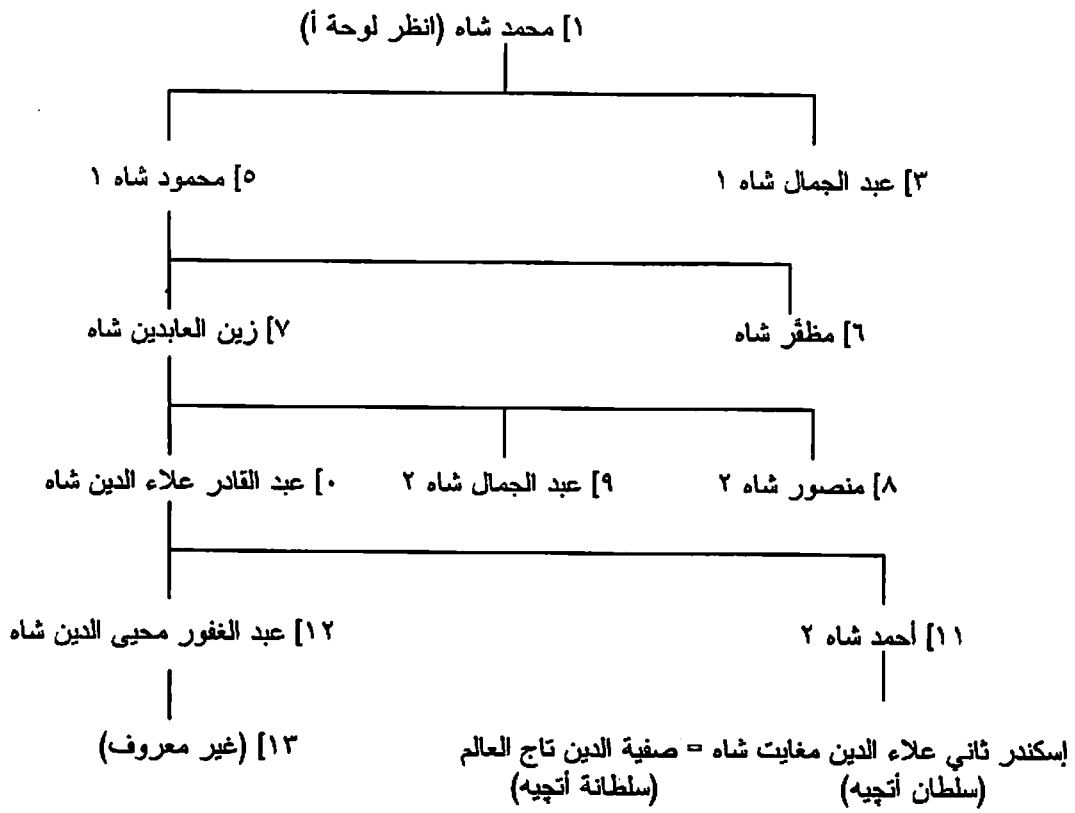 ١] محمد شاه (انظر لوحة أ)
٣] عبد الجمال شاه ١
٥] محمود شاه ١
٦] مظفَّر شاه
٧] زين العابدين شاه
٨] منصور شاه ٢
٩] عبد الجمال شاه ٢
٠] عبد القادر علاء الدين شاه
١١] أحمد شاه ٢
١٢] عبد الغفور محيى الدين شاه
إسكندر ثاني علاء الدين مغايت شاه = صفية الدين تاج العالم
(سلطان أتچيه)
(سلطانة أتچيه)
١٣] (غير معروف)